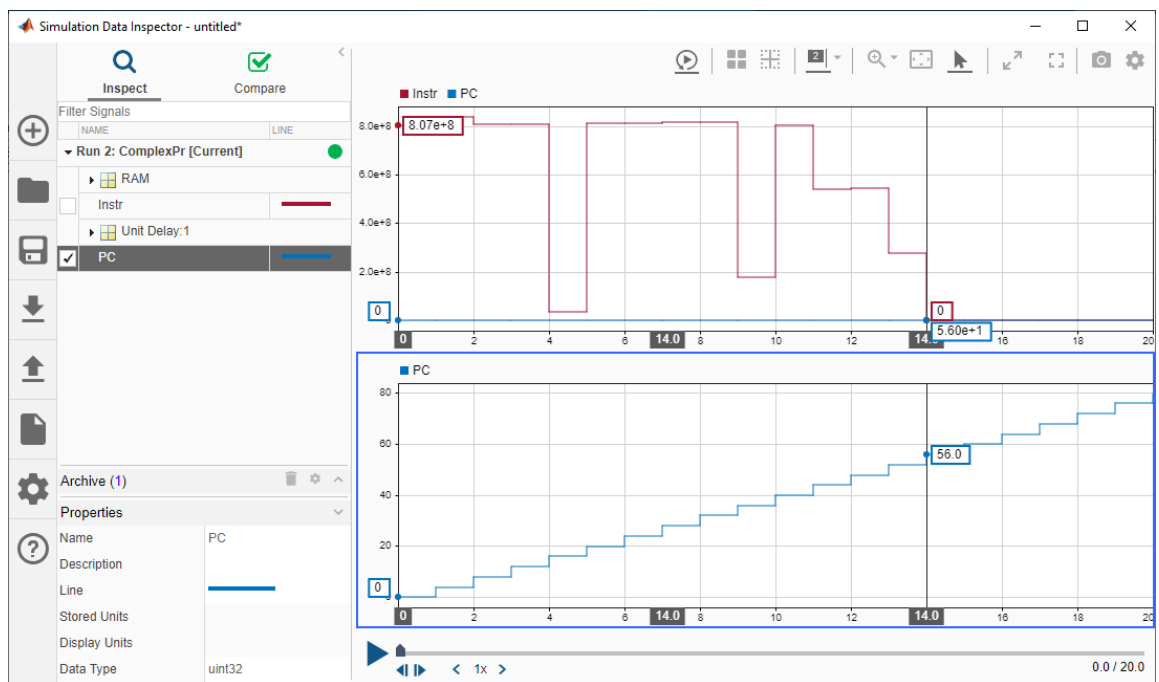 Simulation Data Inspector - untitled*
Inspect
Compare
Filter Signals
NAME LINE
Run 2: ComplexPr [Current]
RAM
Instr
Unit Delay:1
PC
Archive (1)
Properties
Name PC
Description
Line
Stored Units
Display Units
Data Type uint32
2
Instr PC
8.0e+8 8.07e+8
6.0e+8
4.0e+8
2.0e+8
0 0
5.60e+1
0 2 4 6 14.0 8 10 12 14.0 16 18 20
PC
80
60
56.0
40
20
0
0 2 4 6 14.0 8 10 12 14.0 16 18 20
1x
0.0 / 20.0